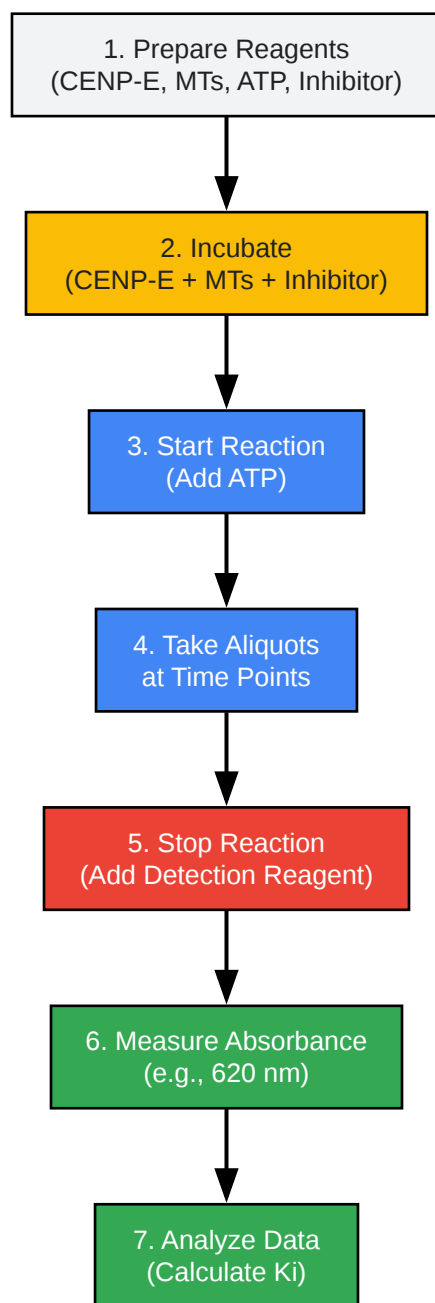 1. Prepare Reagents
(CENP-E, MTs, ATP, Inhibitor)
2. Incubate
(CENP-E + MTs + Inhibitor)
3. Start Reaction
(Add ATP)
4. Take Aliquots
at Time Points
5. Stop Reaction
(Add Detection Reagent)
6. Measure Absorbance
(e.g., 620 nm)
7. Analyze Data
(Calculate Ki)